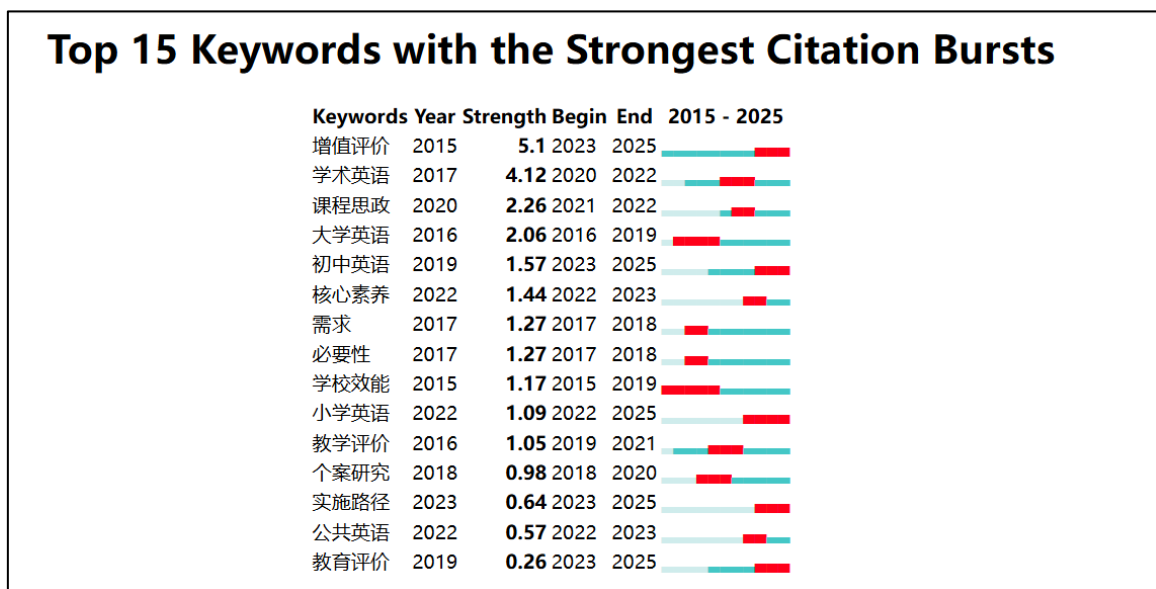 Top 15 Keywords with the Strongest Citation Bursts
Keywords Year Strength Begin End 2015 - 2025
增值评价 2015 5.1 2023 2025
学术英语 2017 4.12 2020 2022
课程思政 2020 2.26 2021 2022
大学英语 2016 2.06 2016 2019
初中英语 2019 1.57 2023 2025
核心素养 2022 1.44 2022 2023
需求 2017 1.27 2017 2018
必要性 2017 1.27 2017 2018
学校效能 2015 1.17 2015 2019
小学英语 2022 1.09 2022 2025
教学评价 2016 1.05 2019 2021
个案研究 2018 0.98 2018 2020
实施路径 2023 0.64 2023 2025
公共英语 2022 0.57 2022 2023
教育评价 2019 0.26 2023 2025